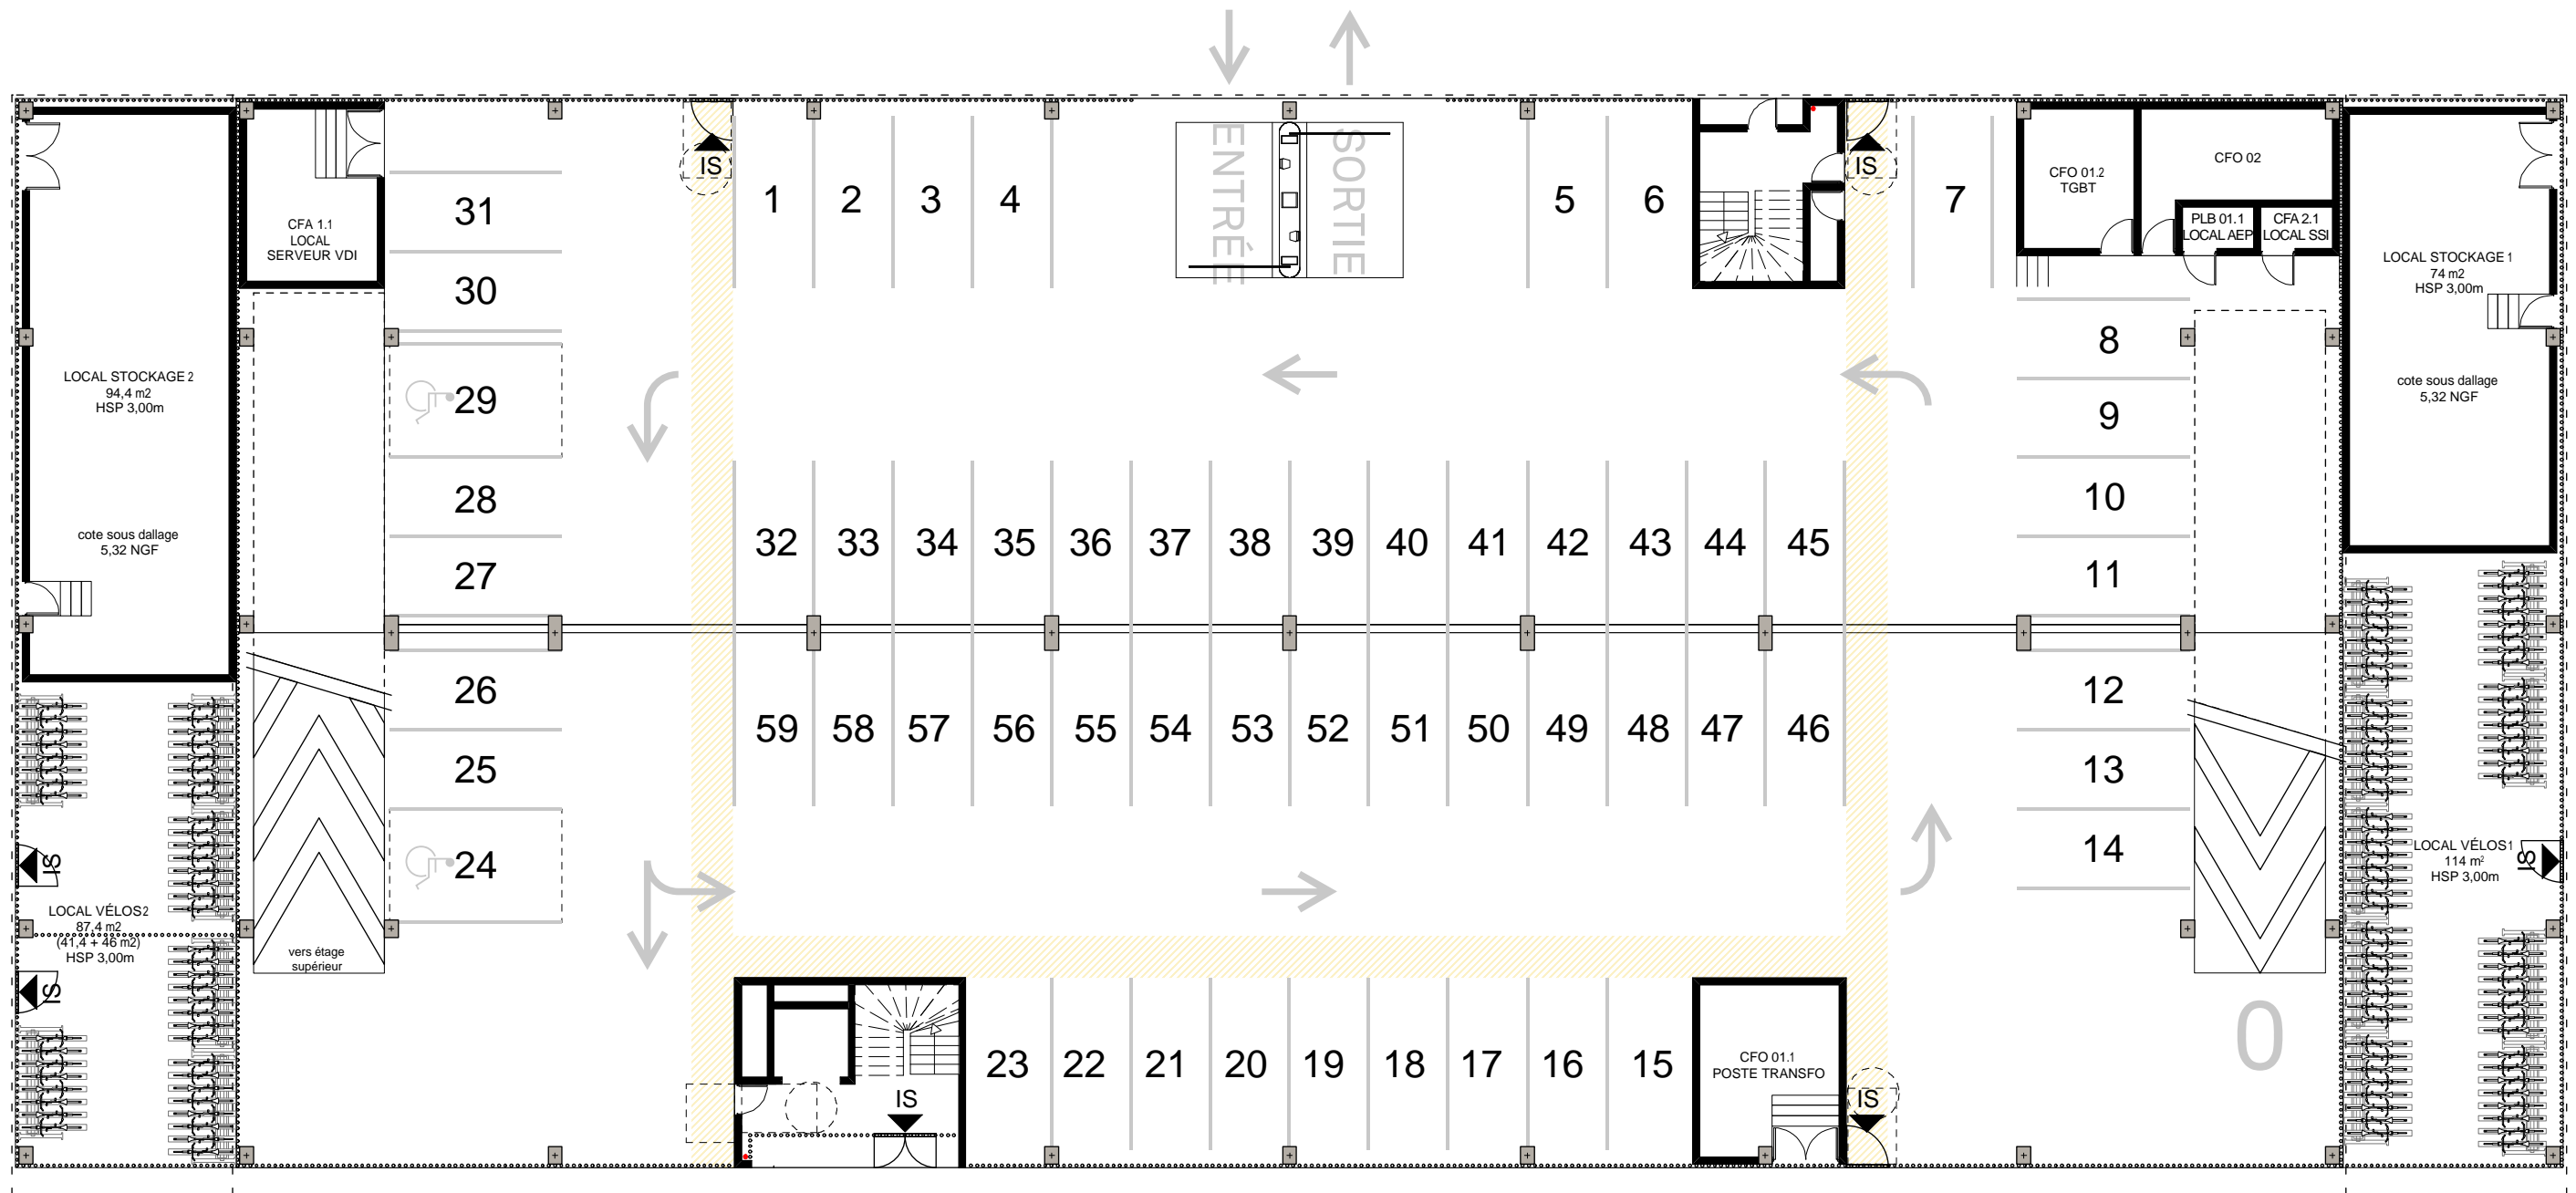 ENTRÉE
SORTIE
IS
IS
1
2
3
4
5
6
7
31
30
29
28
27
26
25
24
CFA 1.1
LOCAL
SERVEUR VDI
CFO 01.2
TGBT
CFO 02
PLB 01.1
LOCAL AEP
CFA 2.1
LOCAL SSI
LOCAL STOCKAGE 1
74 m2
HSP 3,00m
cote sous dallage
5,32 NGF
LOCAL STOCKAGE 2
94,4 m2
HSP 3,00m
cote sous dallage
5,32 NGF
8
9
10
11
12
13
14
32
33
34
35
36
37
38
39
40
41
42
43
44
45
59
58
57
56
55
54
53
52
51
50
49
48
47
46
IS
IS
LOCAL VÉLOS2
87,4 m2
(41,4 + 46 m2)
HSP 3,00m
vers étage
supérieur
LOCAL VÉLOS1
114 m²
HSP 3,00m
IS
0
IS
23
22
21
20
19
18
17
16
15
CFO 01.1
POSTE TRANSFO
IS